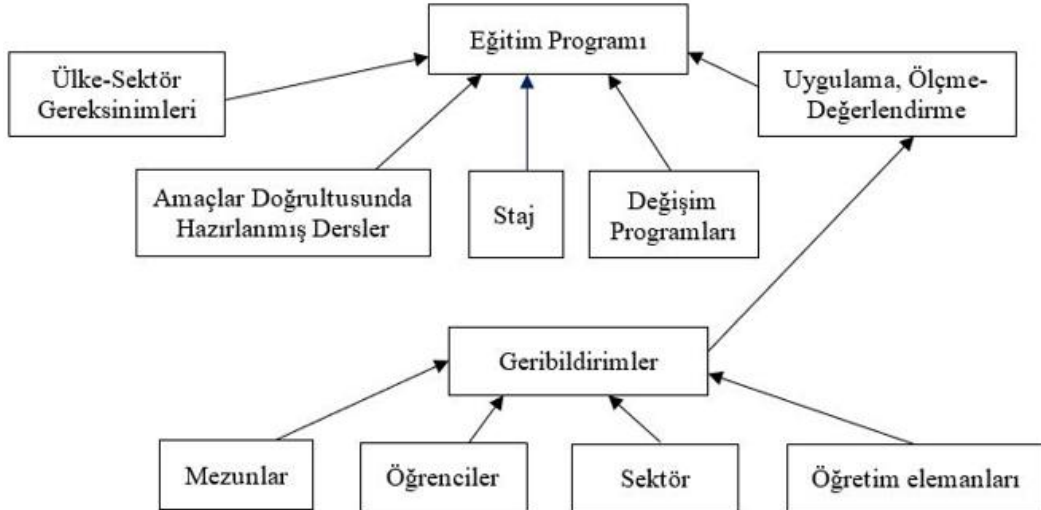 Eğitim Programı
Ülke-Sektör
Gereksinimleri
Uygulama, Ölçme-
Değerlendirme
Amaçlar Doğrultusunda
Hazırlanmış Dersler
Staj
Değişim
Programları
Geribildirimler
Mezunlar
Öğrenciler
Sektör
Öğretim elemanları